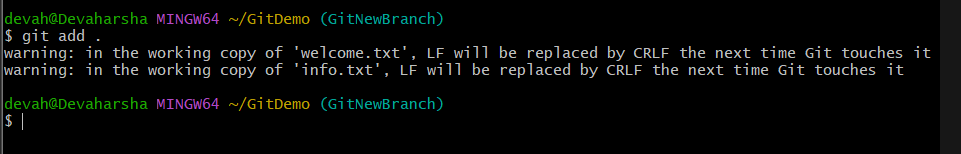 devah@Devaharsha MINGW64 ~/GitDemo (GitNewBranch)
$ git add .
warning: in the working copy of 'welcome.txt', LF will be replaced by CRLF the next time Git touches it
warning: in the working copy of 'info.txt', LF will be replaced by CRLF the next time Git touches it
devah@Devaharsha MINGW64 ~/GitDemo (GitNewBranch)
$